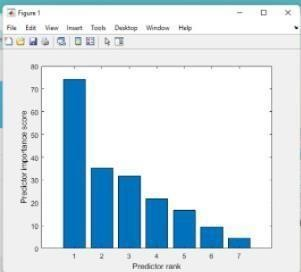 Figure 1
File Edit View Insert Tools Desktop Window Help
80
70
60
50
40
30
20
10
0
Predictor importance score
1 2 3 4 5 6 7
Predictor rank